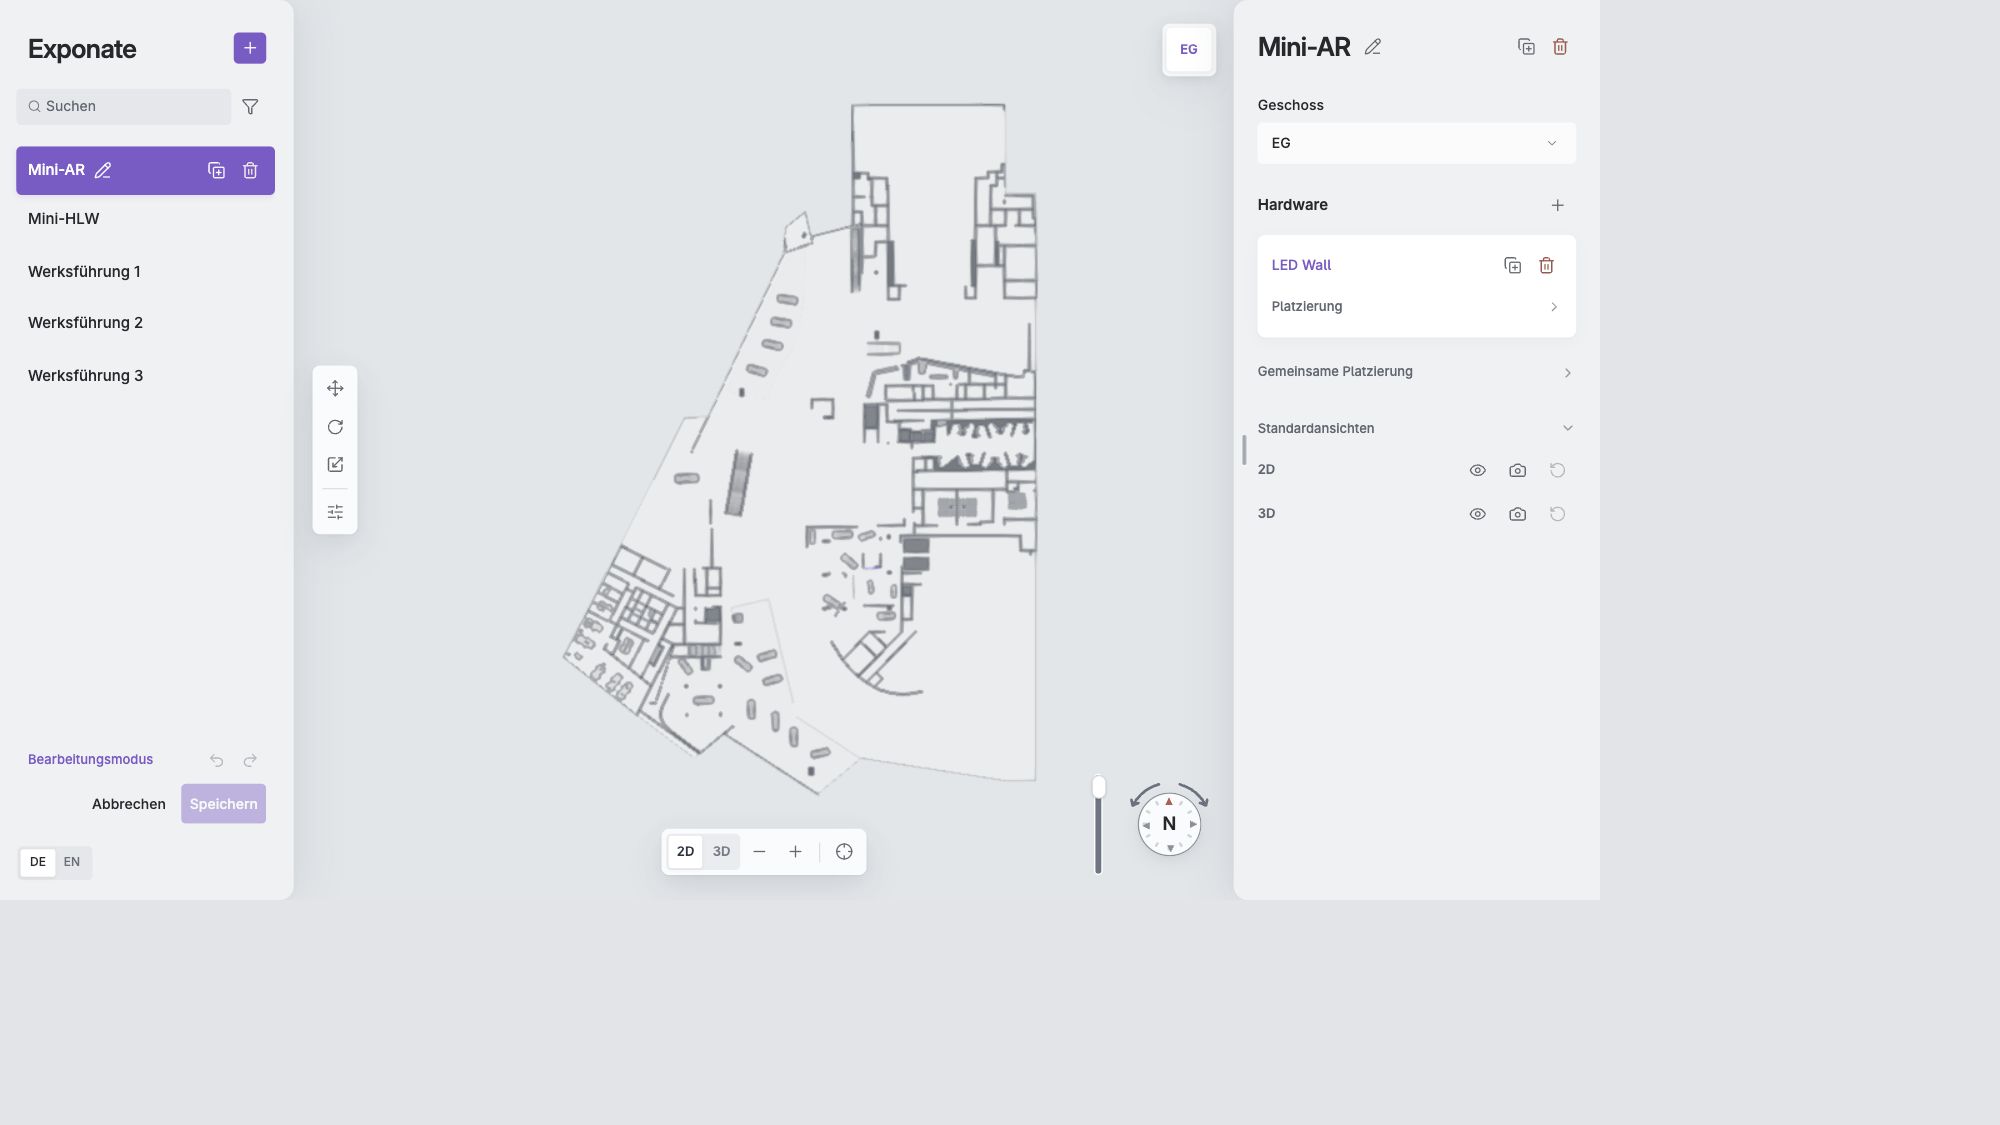 Exponate
Suchen
Mini-AR
Mini-HLW
Werksführung 1
Werksführung 2
Werksführung 3
Bearbeitungsmodus
Abbrechen
Speichern
DE
EN
EG
2D
3D
N
Mini-AR
Geschoss
EG
Hardware
LED Wall
Platzierung
Gemeinsame Platzierung
Standardansichten
2D
3D